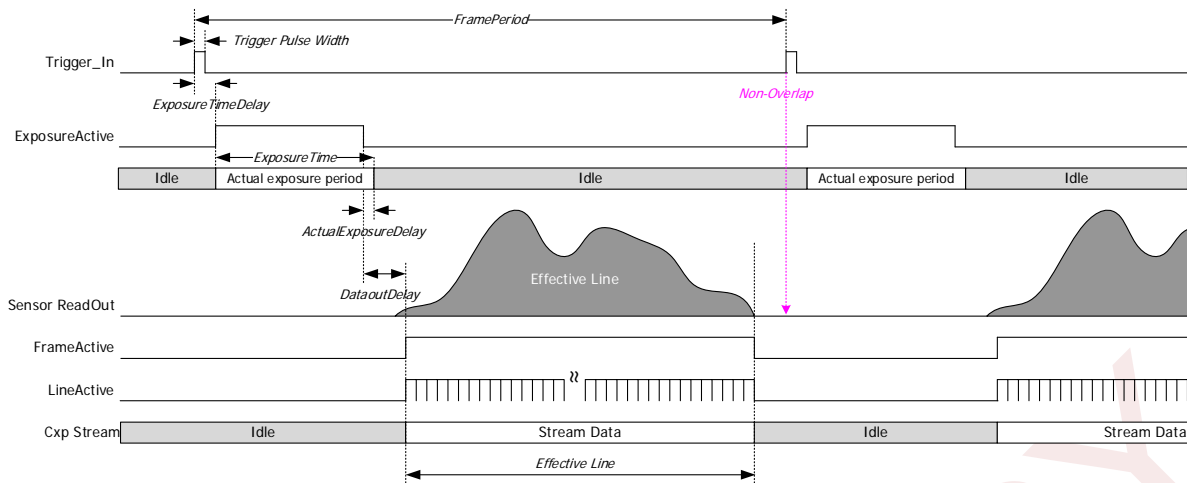 FramePeriod
Trigger Pulse Width
Trigger_In
ExposureTimeDelay
Non-Overlap
ExposureActive
ExposureTime
Idle
Actual exposure period
Idle
Actual exposure period
Idle
ActualExposureDelay
Effective Line
DataoutDelay
Sensor ReadOut
FrameActive
LineActive
≈
Cxp Stream
Idle
Stream Data
Idle
Stream Data
Effective Line